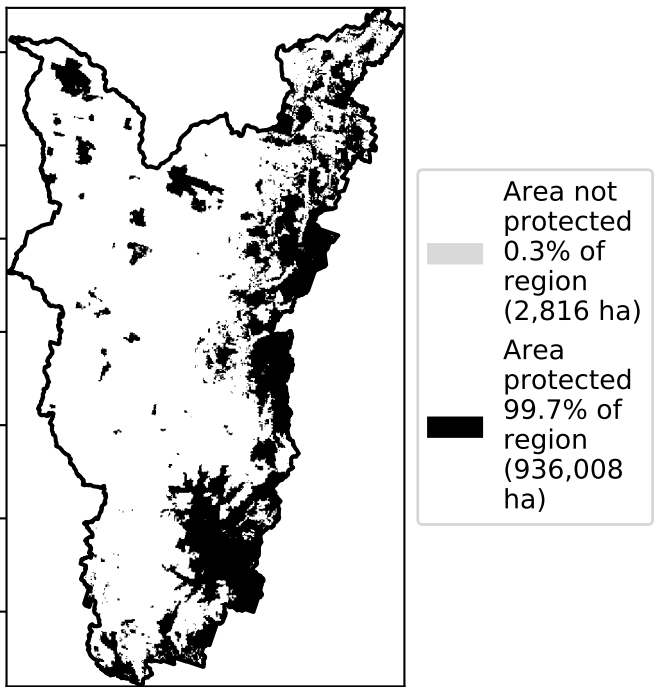 Area not
protected
0.3% of
region
(2,816 ha)
Area
protected
99.7% of
region
(936,008
ha)